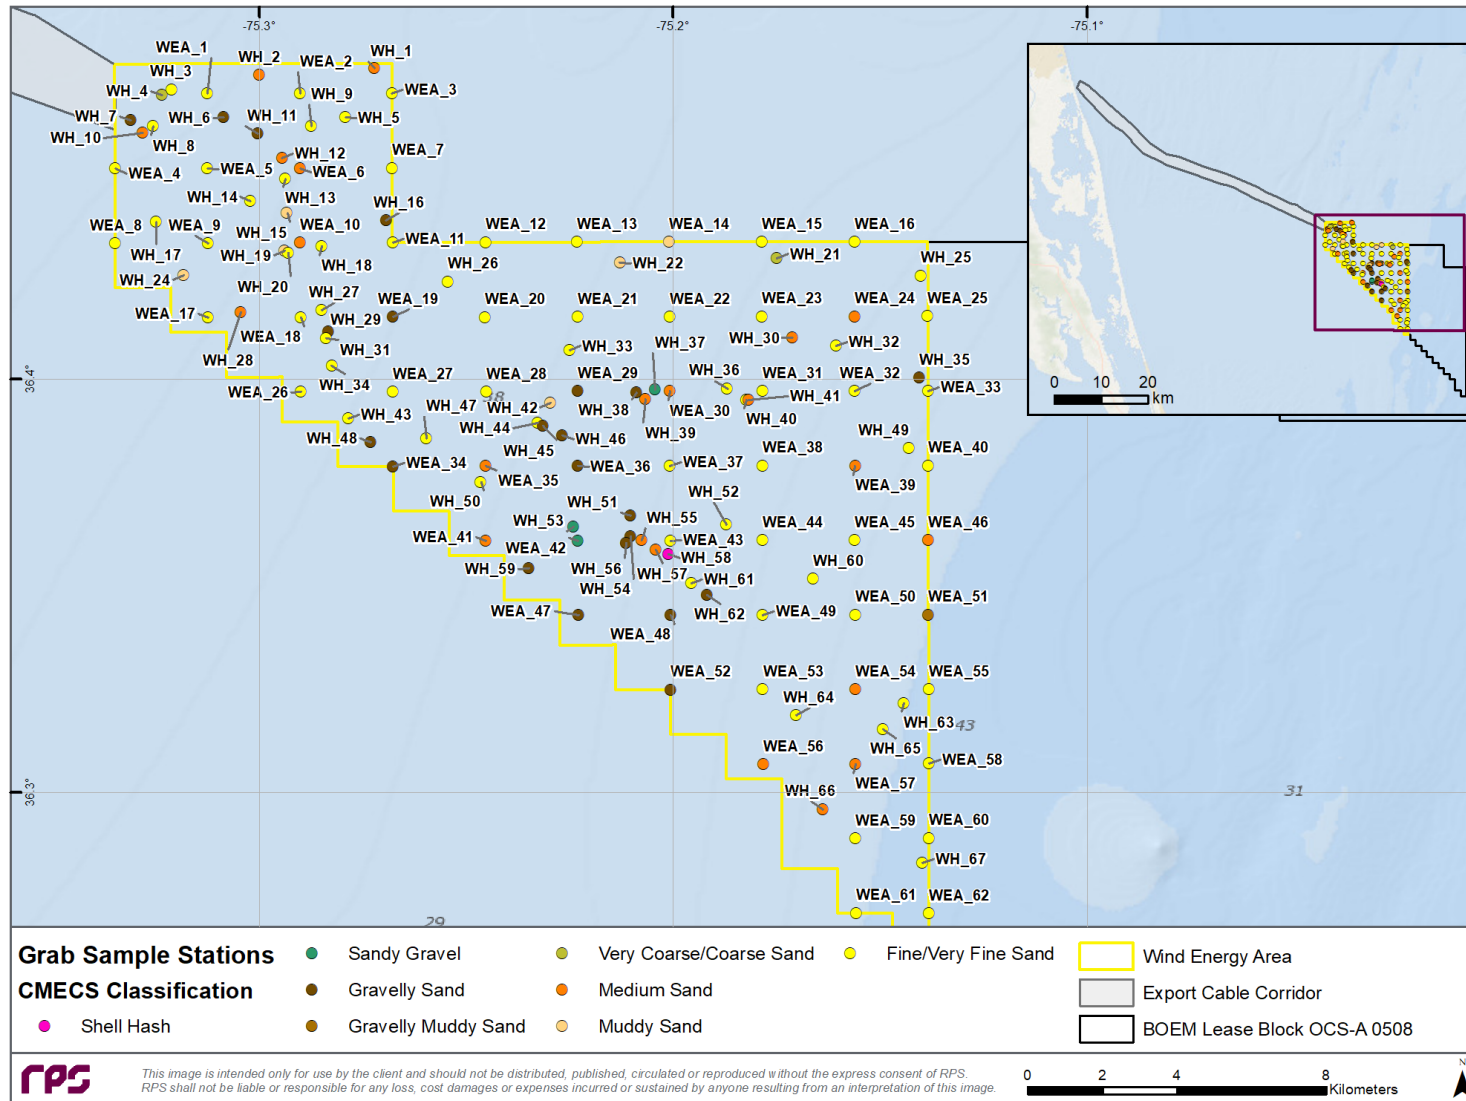 -75.3°
-75.2°
-75.1°
WEA_1
WH_2
WEA_2
WH_1
WH_3
WH_4
WH_9
WEA_3
WH_7
WH_6
WH_11
WH_5
WH_10
WH_8
WH_12
WEA_7
WEA_4
WEA_5
WEA_6
WH_14
WH_13
WH_16
WEA_8
WEA_9
WH_15
WEA_10
WEA_11
WEA_12
WEA_13
WEA_14
WEA_15
WEA_16
WH_17
WH_19
WH_18
WH_26
WH_22
WH_21
WH_25
WH_24
WH_20
WH_27
WEA_19
WEA_20
WEA_21
WEA_22
WEA_23
WEA_24
WEA_25
WEA_17
WEA_18
WH_29
WH_28
WH_31
WH_33
WH_37
WH_30
WH_32
WH_34
WH_35
36.4°
WEA_26
WEA_27
WEA_28
WEA_29
WH_36
WEA_31
WEA_32
WEA_33
38
WH_42
WH_38
WEA_30
WH_41
WH_40
WH_43
WH_47
WH_44
WH_39
WH_48
WH_45
WH_46
WEA_38
WH_49
WEA_40
WEA_34
WEA_35
WEA_36
WEA_37
WEA_39
WH_50
WH_51
WH_52
WH_53
WH_55
WEA_41
WEA_42
WEA_43
WEA_44
WEA_45
WEA_46
WH_58
WH_59
WH_56
WH_57
WH_60
WH_54
WH_61
WEA_47
WH_62
WEA_49
WEA_50
WEA_51
WEA_48
WEA_52
WEA_53
WEA_54
WEA_55
WH_64
WH_63
43
WH_65
WEA_56
WEA_58
WEA_57
36.3°
WH_66
31
WEA_59
WEA_60
WH_67
WEA_61
WEA_62
29
0 10 20
km
Grab Sample Stations
CMECS Classification
Shell Hash
Sandy Gravel
Gravelly Sand
Gravelly Muddy Sand
Very Coarse/Coarse Sand
Medium Sand
Muddy Sand
Fine/Very Fine Sand
Wind Energy Area
Export Cable Corridor
BOEM Lease Block OCS-A 0508
rps
This image is intended only for use by the client and should not be distributed, published, circulated or reproduced without the express consent of RPS.
RPS shall not be liable or responsible for any loss, cost damages or expenses incurred or sustained by anyone resulting from an interpretation of this image.
0 2 4 8
Kilometers
N